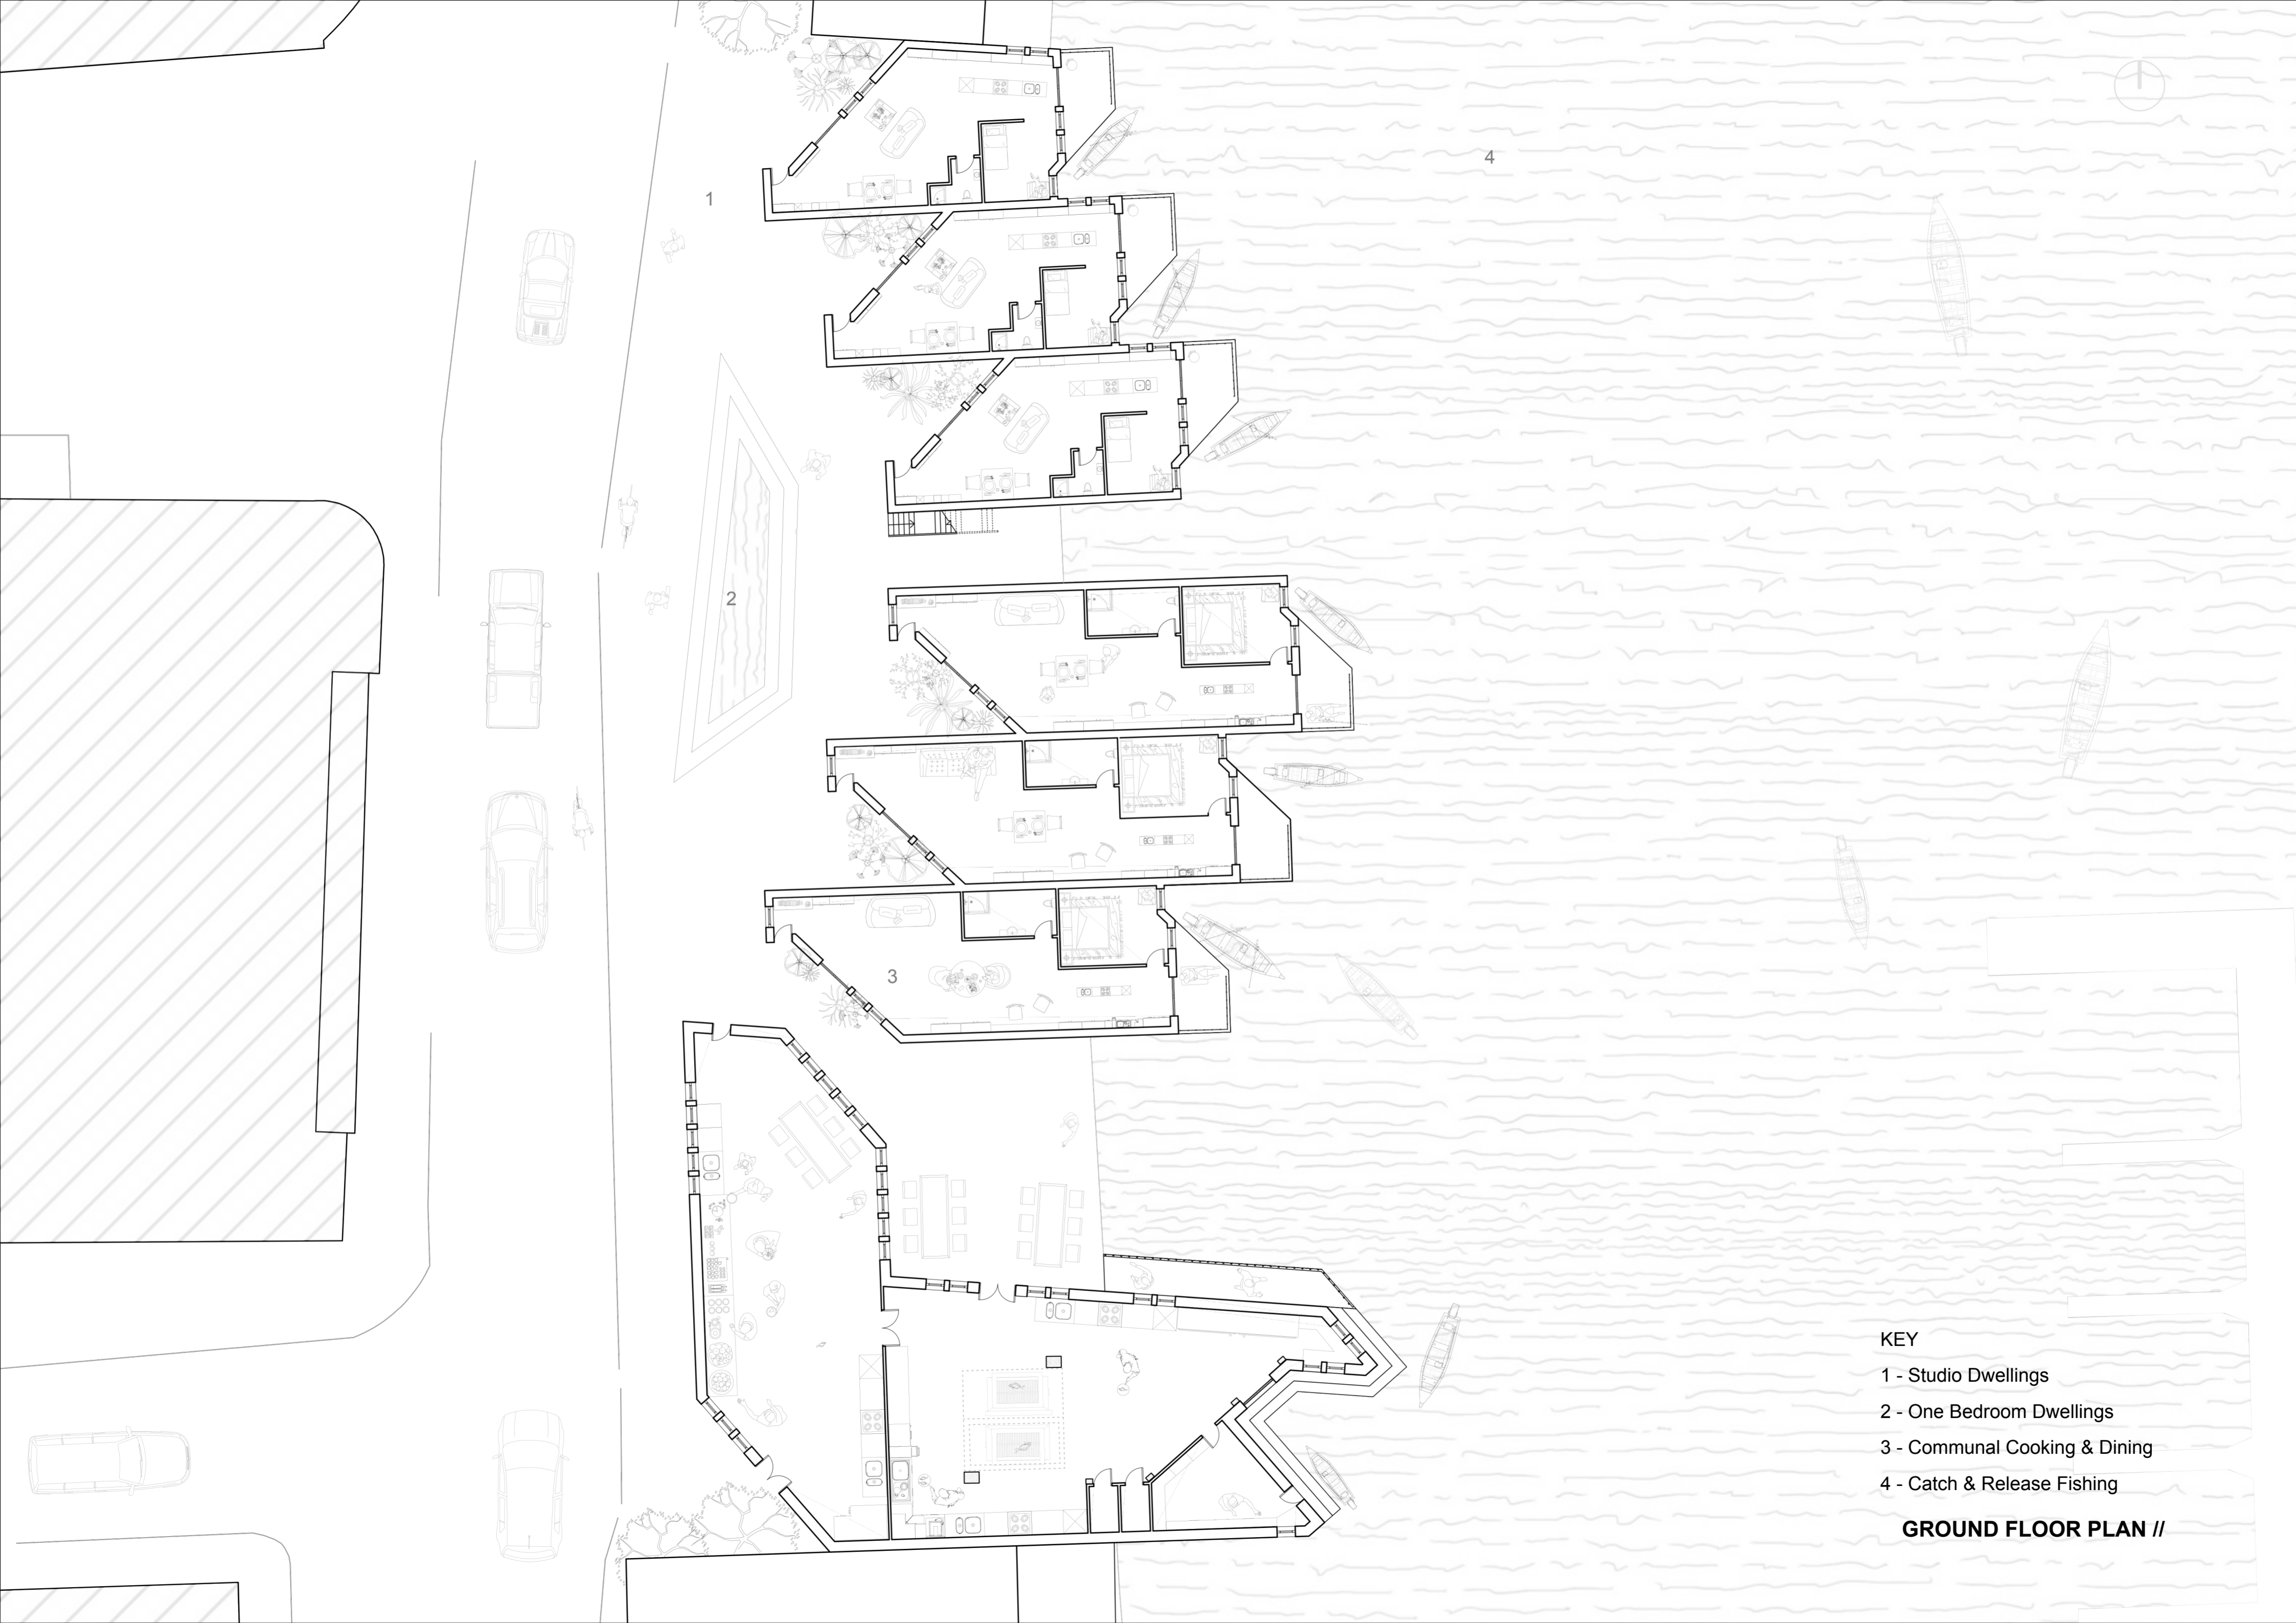 4
1
2
3
KEY
1 - Studio Dwellings
2 - One Bedroom Dwellings
3 - Communal Cooking & Dining
4 - Catch & Release Fishing
GROUND FLOOR PLAN //